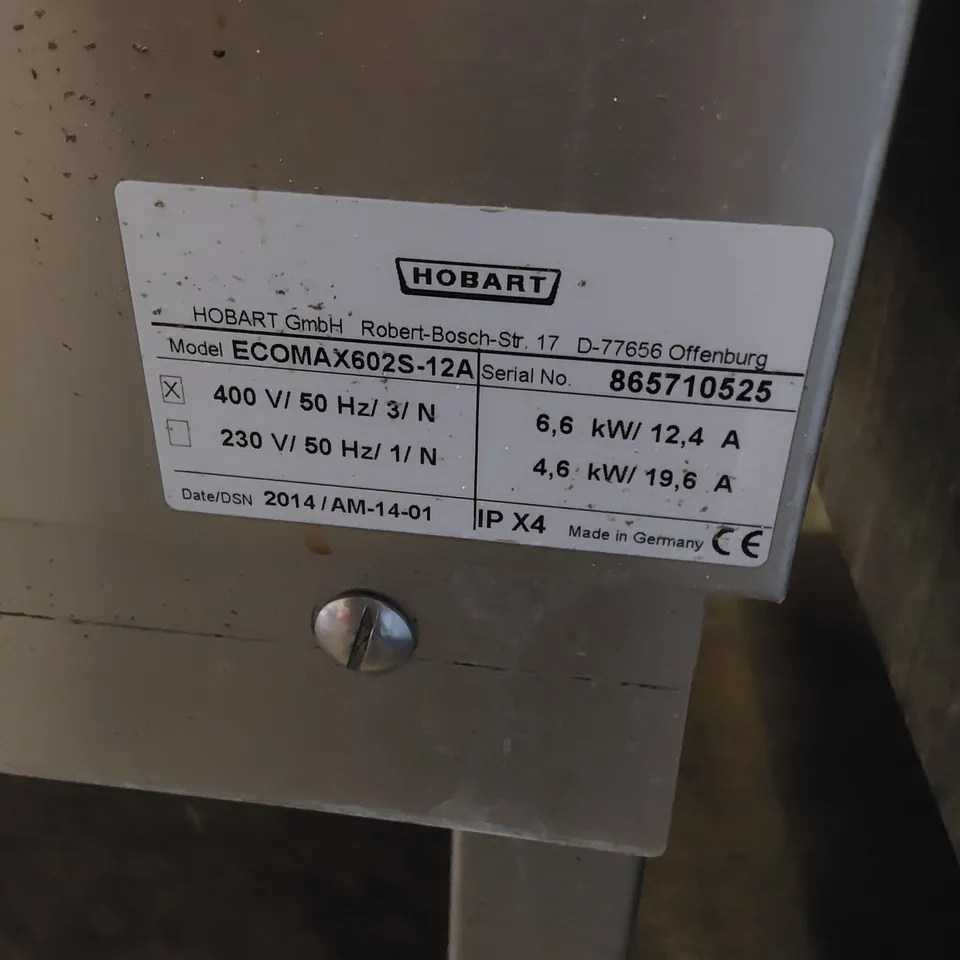 HOBART
HOBART GmbH Robert-Bosch-Str. 17 D-77656 Offenburg
Model ECOMAX602S-12A Serial No. 865710525
400 V/ 50 Hz/ 3/ N 6,6 kW/ 12,4 A
230 V/ 50 Hz/ 1/ N 4,6 kW/ 19,6 A
Date/DSN 2014/AM-14-01 IP X4 Made in Germany CE